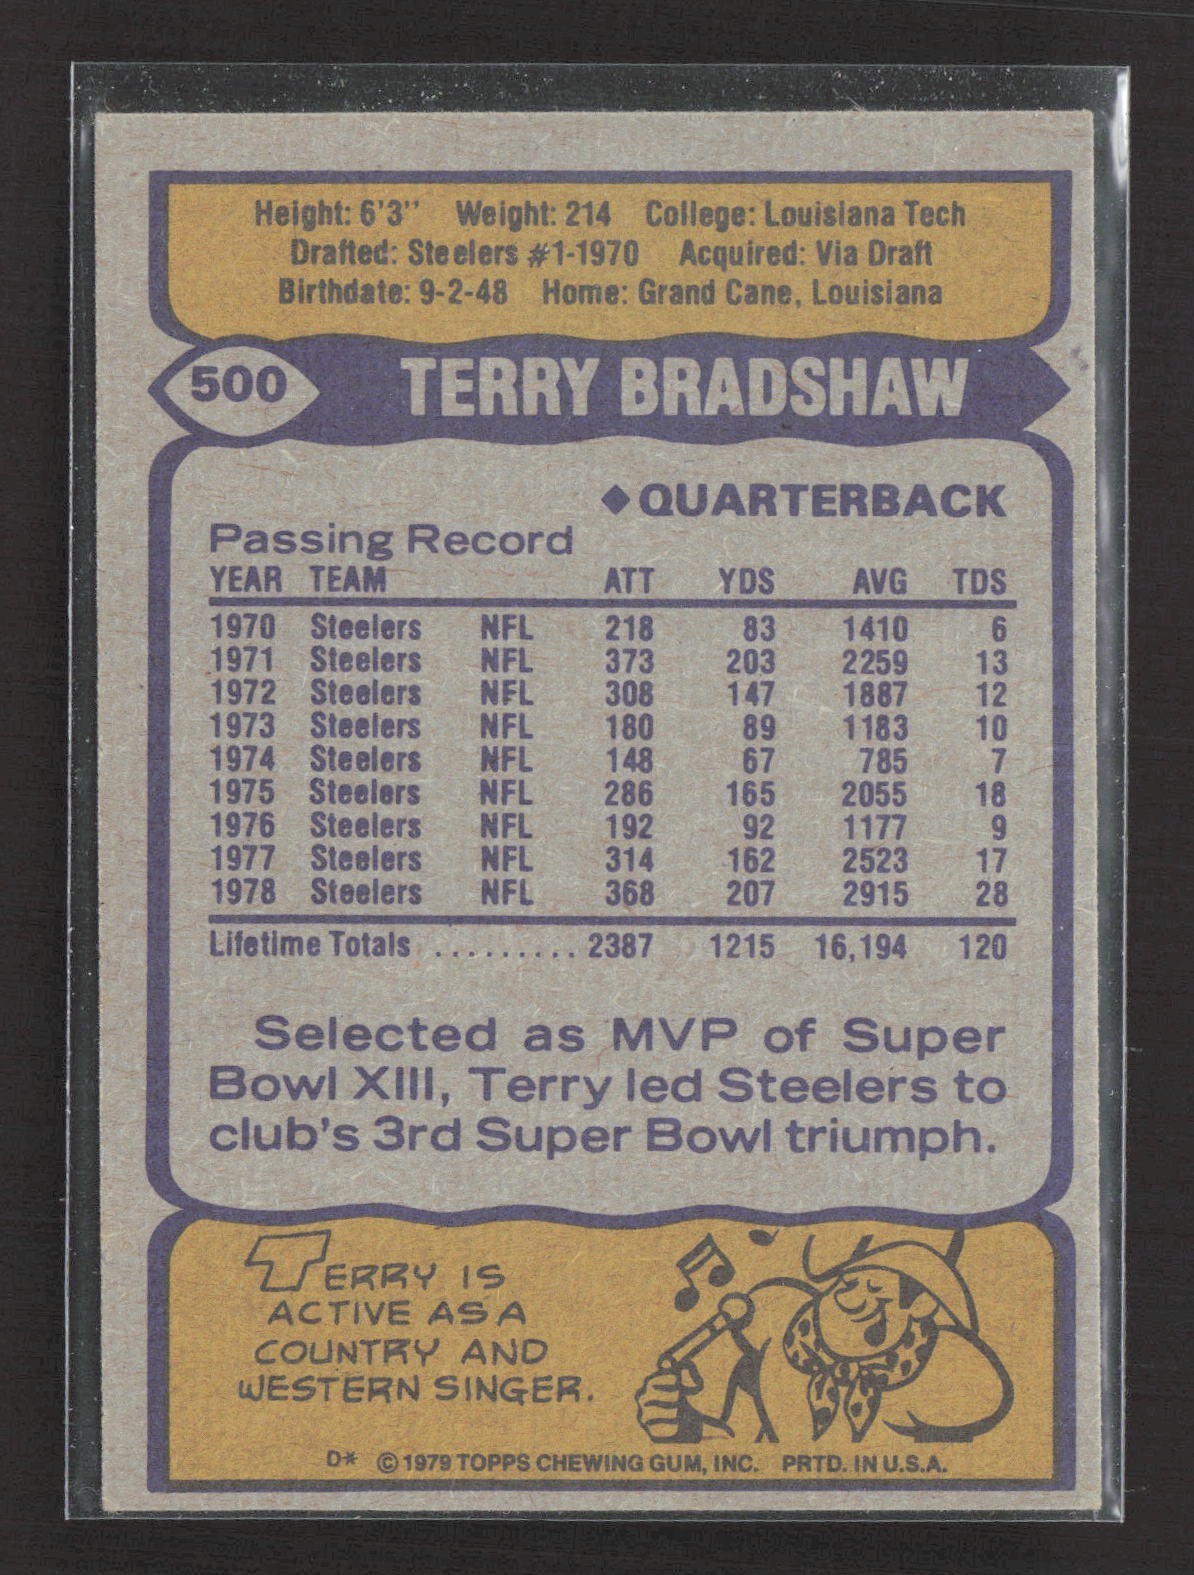 Height: 6'3" Weight: 214 College: Louisiana Tech
Drafted: Steelers #1-1970 Acquired: Via Draft
Birthdate: 9-2-48 Home: Grand Cane, Louisiana
500 TERRY BRADSHAW
◆QUARTERBACK
Passing Record
YEAR TEAM ATT YDS AVG TDS
1970 Steelers NFL 218 83 1410 6
1971 Steelers NFL 373 203 2259 13
1972 Steelers NFL 308 147 1887 12
1973 Steelers NFL 180 89 1183 10
1974 Steelers NFL 148 67 785 7
1975 Steelers NFL 286 165 2055 18
1976 Steelers NFL 192 92 1177 9
1977 Steelers NFL 314 162 2523 17
1978 Steelers NFL 368 207 2915 28
Lifetime Totals ......... 2387 1215 16,194 120
Selected as MVP of Super
Bowl XIII, Terry led Steelers to
club's 3rd Super Bowl triumph.
TERRY IS
ACTIVE AS A
COUNTRY AND
WESTERN SINGER.
D* © 1979 TOPPS CHEWING GUM, INC. PRTD. IN U.S.A.